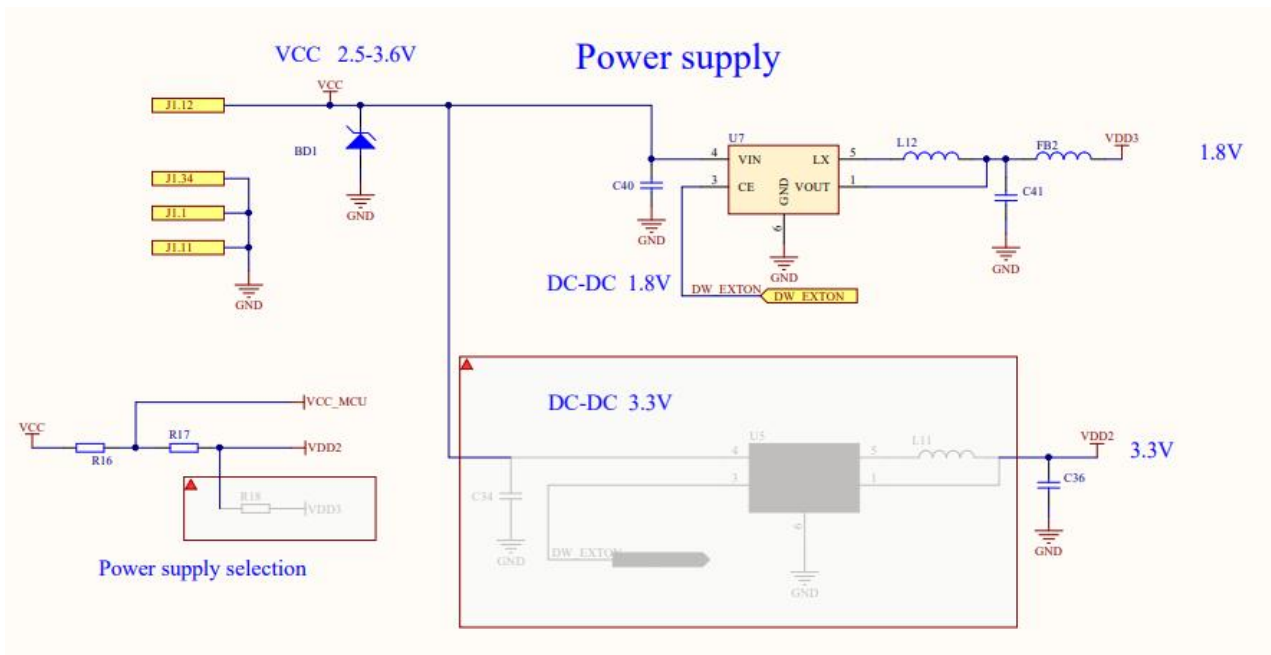 Power supply
VCC 2.5-3.6V
VCC
J1.12
BD1
GND
J1.34
J1.1
J1.11
GND
U7
4 VIN LX 5
3 CE VOUT 1
GND
6
GND
C40
GND
L12
FB2
VDD3
1.8V
C41
GND
DC-DC 1.8V
DW_EXTON
DW_EXTON
DC-DC 3.3V
U5
4 5
3 1
6
GND
L11
C34
GND
DW_EXTON
VDD2
3.3V
C36
GND
VCC
R16
R17
VCC_MCU
VDD2
R18
VDD3
Power supply selection